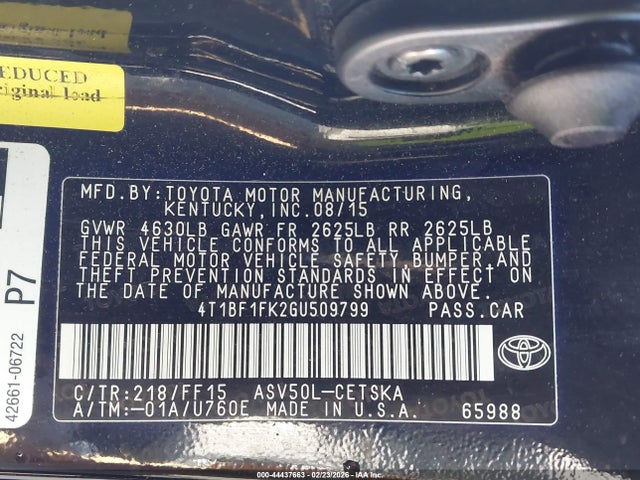 EDUCED
riginal load
MFD.BY:TOYOTA MOTOR MANUFACTURING,
KENTUCKY,INC.08/15
GVWR 4630LB GAWR FR 2625LB RR 2625LB
THIS VEHICLE CONFORMS TO ALL APPLICABLE
FEDERAL MOTOR VEHICLE SAFETY, BUMPER,AND
THEFT PREVENTION STANDARDS IN EFFECT ON
THE DATE OF MANUFACTURE SHOWN ABOVE.
4T1BF1FK2GU509799 PASS.CAR
C/TR:218/FF15 ASV50L-CETSKA
A/TM:-01A/U760E MADE IN U.S.A. 65988
TOYOTA
42661-06722 P7
000-44437663 - 02/23/2026 - IAA Inc.